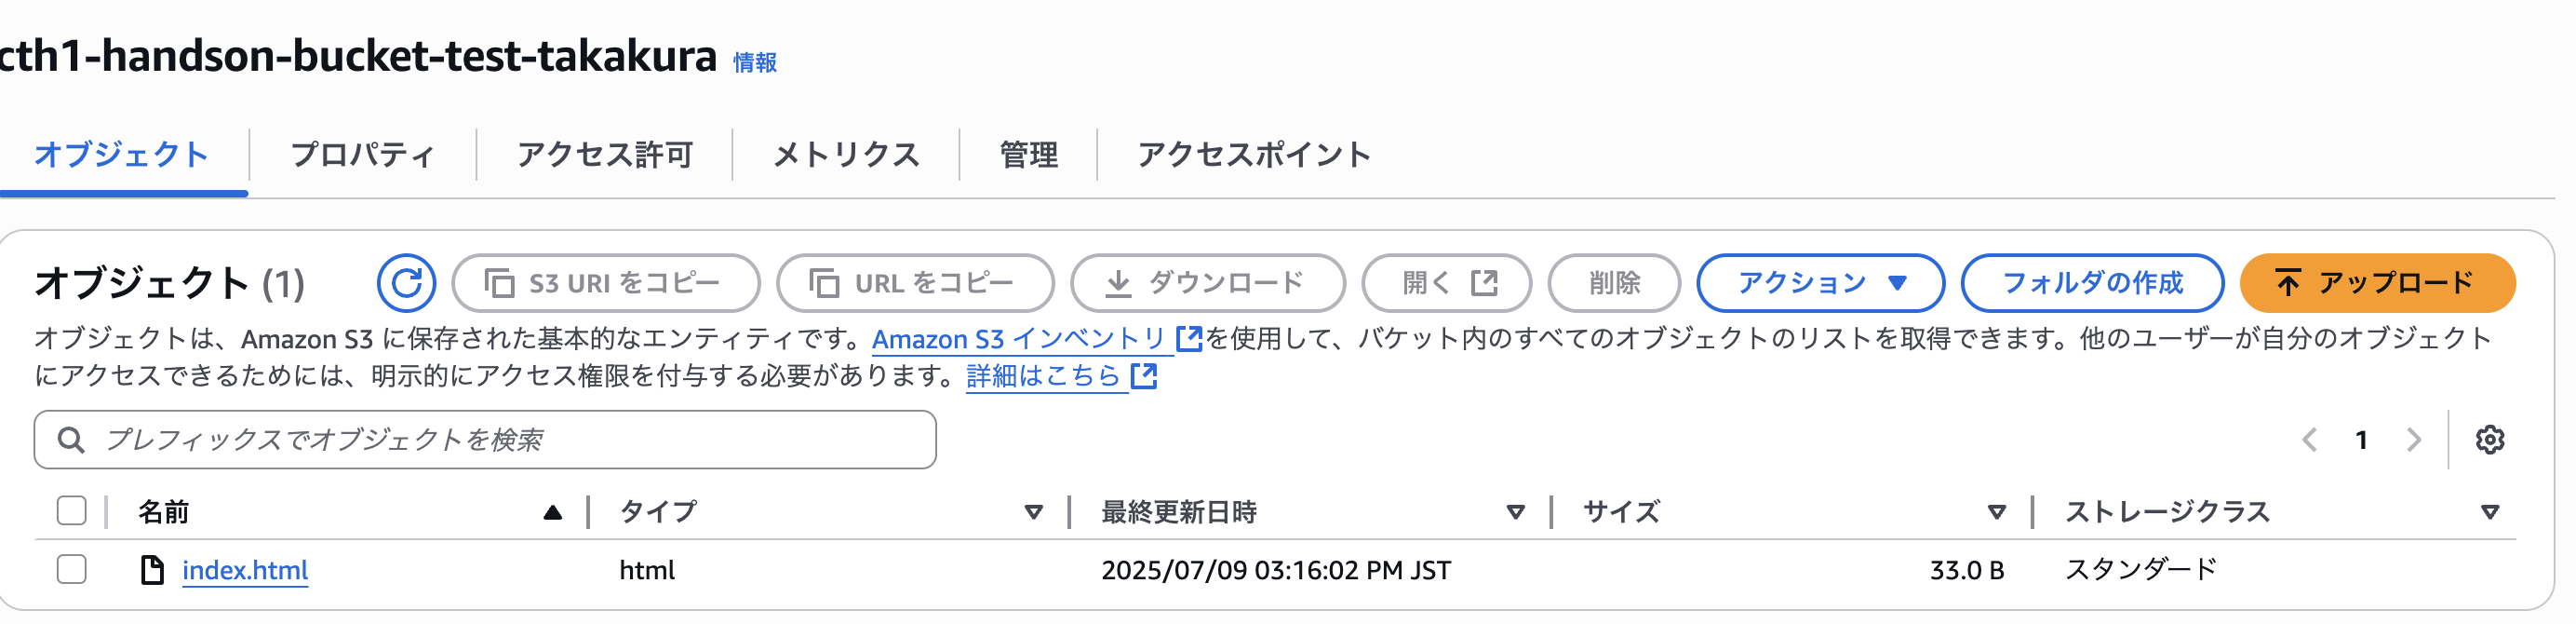 cth1-handson-bucket-test-takakura 情報
オブジェクト プロパティ アクセス許可 メトリクス 管理 アクセスポイント
オブジェクト (1) S3 URI をコピー URL をコピー ダウンロード 開く 削除 アクション フォルダの作成 アップロード
オブジェクトは、Amazon S3 に保存された基本的なエンティティです。Amazon S3 インベントリ を使用して、バケット内のすべてのオブジェクトのリストを取得できます。他のユーザーが自分のオブジェクト
にアクセスできるためには、明示的にアクセス権限を付与する必要があります。詳細はこちら
プレフィックスでオブジェクトを検索 1
名前 タイプ 最終更新日時 サイズ ストレージクラス
index.html html 2025/07/09 03:16:02 PM JST 33.0 B スタンダード